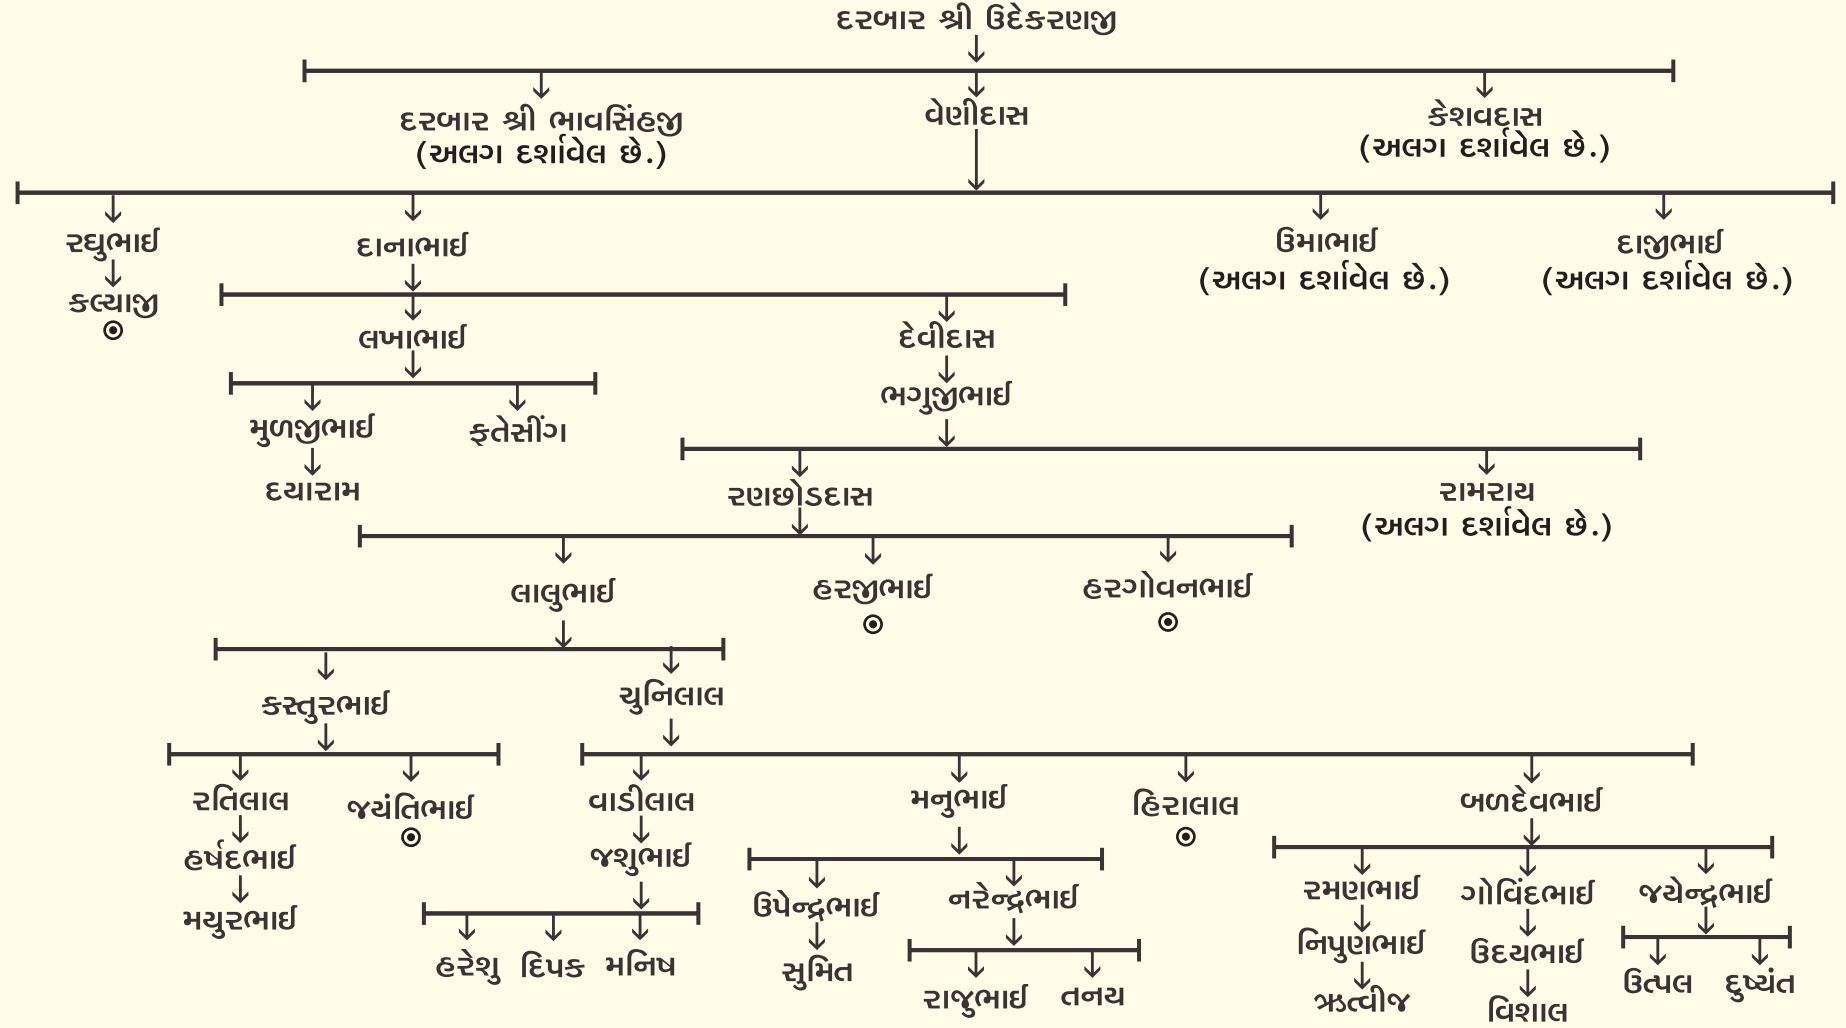 દરબાર શ્રી ઉદેકરણજી
દરબાર શ્રી ભાવસિંહજી વેણીદાસ કેશવદાસ
(અલગ દર્શાવેલ છે.) (અલગ દર્શાવેલ છે.)
રઘુભાઈ દાનાભાઈ ઉમાભાઈ દાજીભાઈ
(અલગ દર્શાવેલ છે.) (અલગ દર્શાવેલ છે.)
કલ્યાજી
લખાભાઈ દેવીદાસ
ભગુજીભાઈ
મુળજીભાઈ ફતેસીંગ
દયારામ રણછોડદાસ રામરાય
(અલગ દર્શાવેલ છે.)
લાલુભાઈ હરજીભાઈ હરગોવનભાઈ
કસ્તુરભાઈ ચુનિલાલ
રતિલાલ જયંતિભાઈ વાડીલાલ મનુભાઈ હિરાલાલ બળદેવભાઈ
હર્ષદભાઈ જશુભાઈ
મયુરભાઈ ઉપેન્દ્રભાઈ નરેન્દ્રભાઈ રમણભાઈ ગોવિંદભાઈ જયેન્દ્રભાઈ
હરેશુ દિપક મનિષ સુમિત નિપુણભાઈ ઉદયભાઈ
રાજુભાઈ તનય ઋત્વીજ વિશાલ ઉત્પલ દુષ્યંત